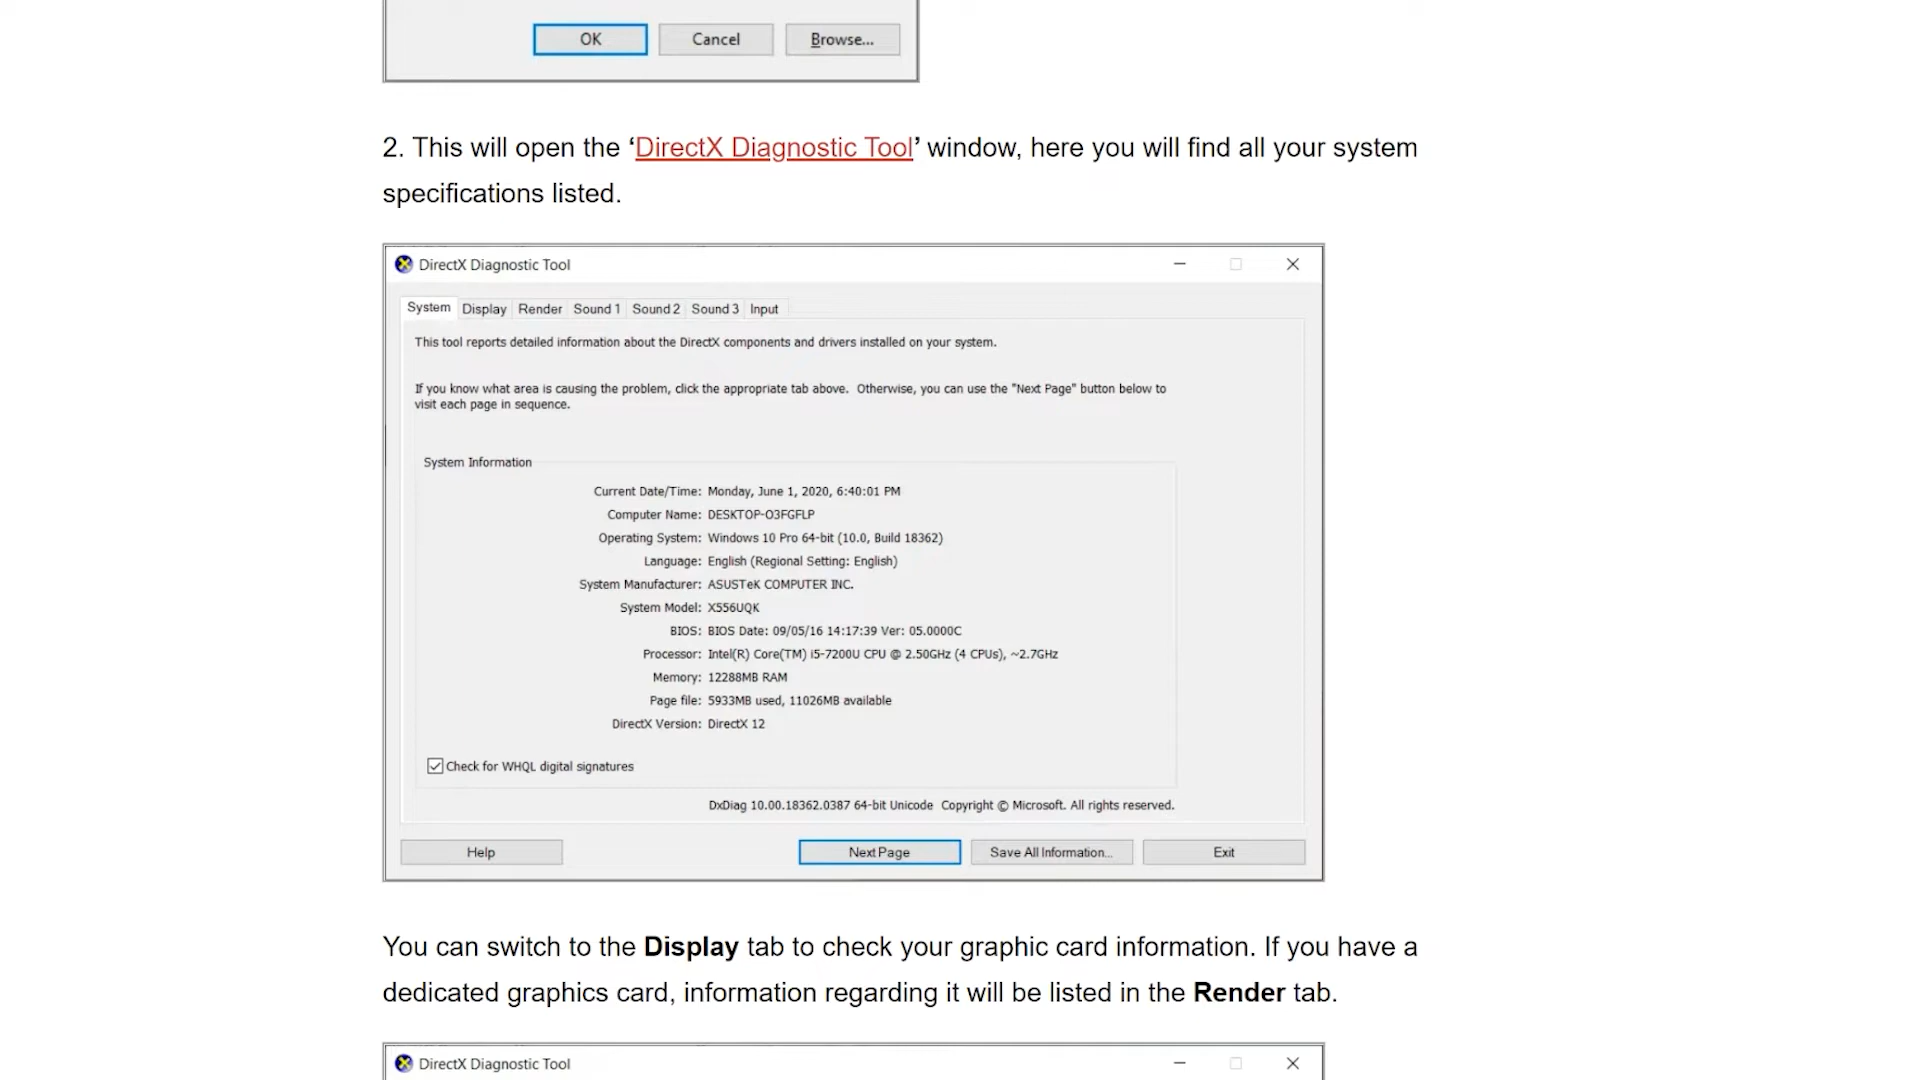 OK Cancel Browse...
2. This will open the ‘DirectX Diagnostic Tool’ window, here you will find all your system
specifications listed.
DirectX Diagnostic Tool
System Display Render Sound 1 Sound 2 Sound 3 Input
This tool reports detailed information about the DirectX components and drivers installed on your system.
If you know what area is causing the problem, click the appropriate tab above. Otherwise, you can use the "Next Page" button below to
visit each page in sequence.
System Information
Current Date/Time: Monday, June 1, 2020, 6:40:01 PM
Computer Name: DESKTOP-O3FGFLP
Operating System: Windows 10 Pro 64-bit (10.0, Build 18362)
Language: English (Regional Setting: English)
System Manufacturer: ASUSTeK COMPUTER INC.
System Model: X556UQK
BIOS: BIOS Date: 09/05/16 14:17:39 Ver: 05.0000C
Processor: Intel(R) Core(TM) i5-7200U CPU @ 2.50GHz (4 CPUs), ~2.7GHz
Memory: 12288MB RAM
Page file: 5933MB used, 11026MB available
DirectX Version: DirectX 12
Check for WHQL digital signatures
DxDiag 10.00.18362.0387 64-bit Unicode Copyright © Microsoft. All rights reserved.
Help Next Page Save All Information... Exit
You can switch to the Display tab to check your graphic card information. If you have a
dedicated graphics card, information regarding it will be listed in the Render tab.
DirectX Diagnostic Tool